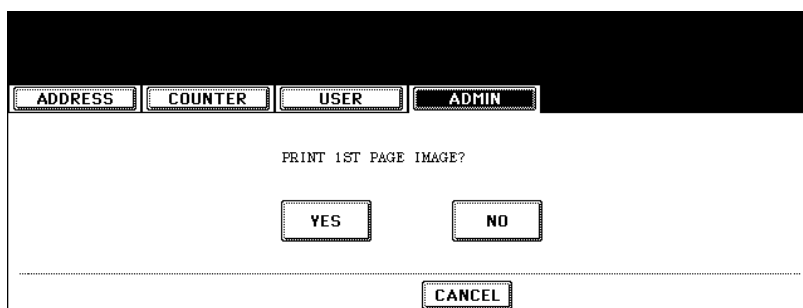 ADDRESS COUNTER USER ADMIN
PRINT 1ST PAGE IMAGE?
YES NO
CANCEL